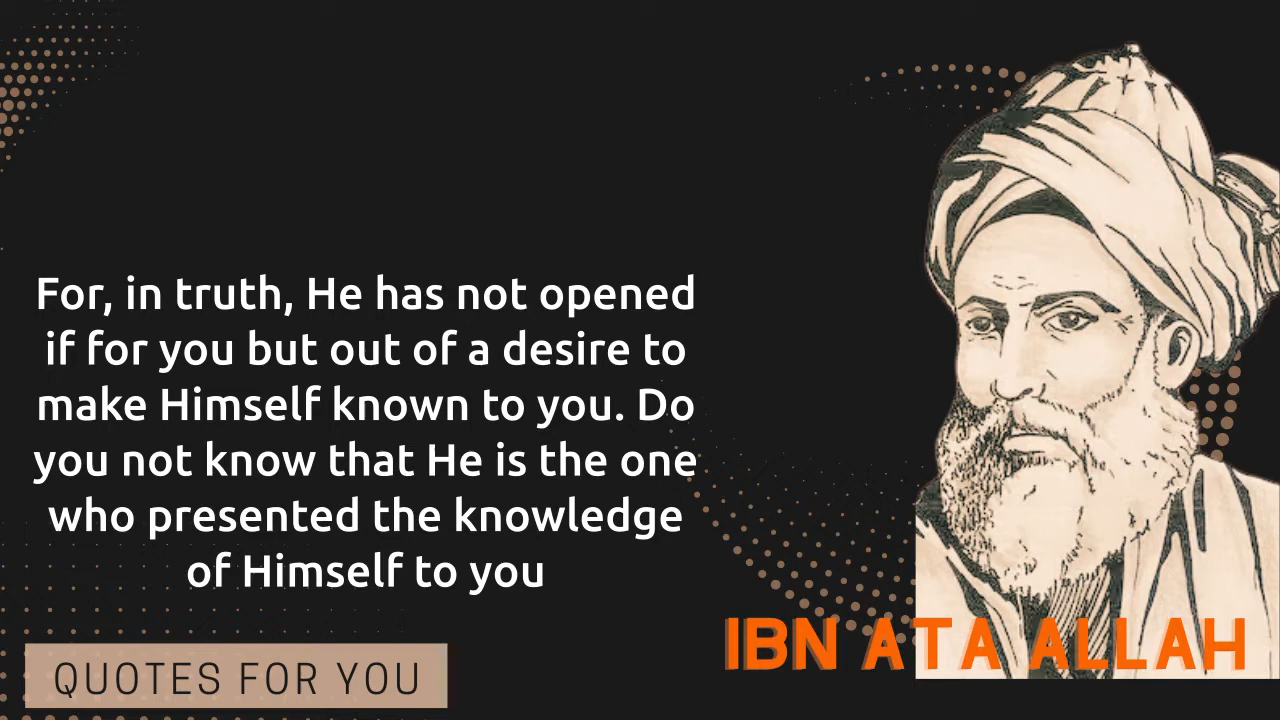 For, in truth, He has not opened
if for you but out of a desire to
make Himself known to you. Do
you not know that He is the one
who presented the knowledge
of Himself to you
IBN ATA ALLAH
QUOTES FOR YOU